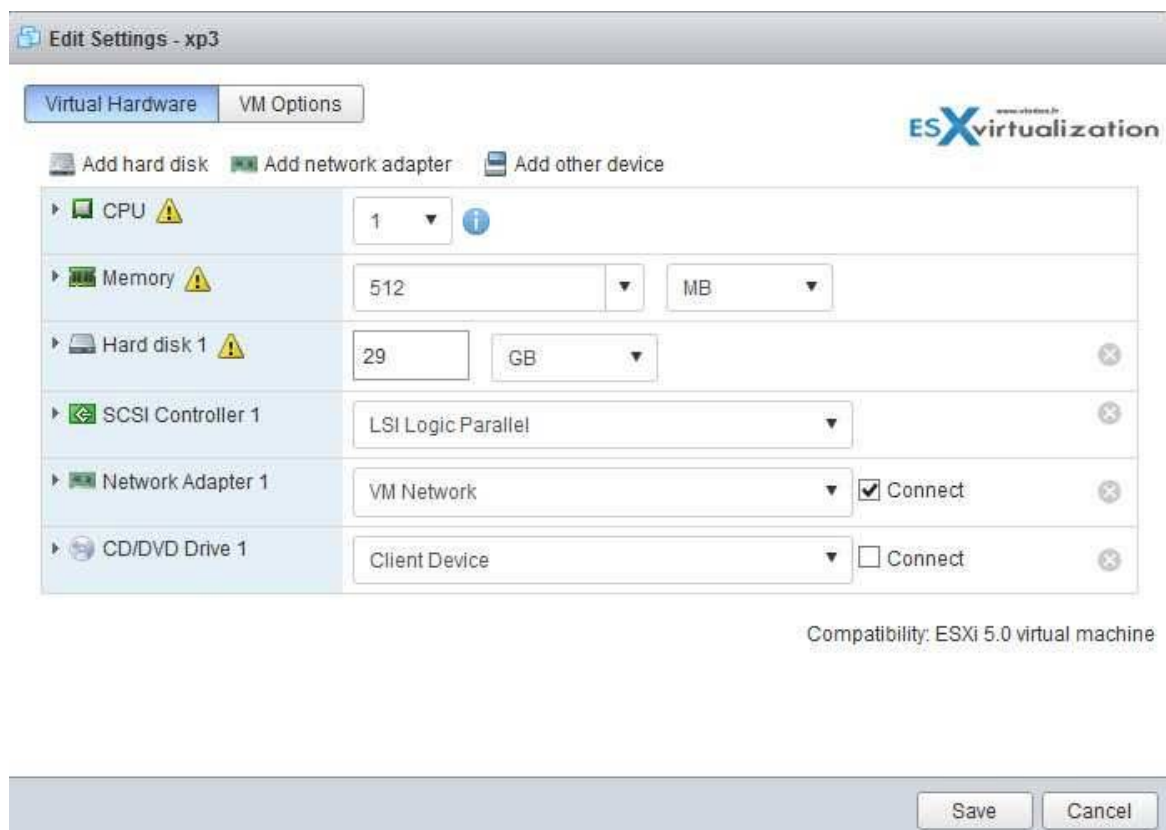 Edit Settings - xp3
Virtual Hardware VM Options
ESXvirtualization
Add hard disk Add network adapter Add other device
CPU 1
Memory 512 MB
Hard disk 1 29 GB
SCSI Controller 1 LSI Logic Parallel
Network Adapter 1 VM Network Connect
CD/DVD Drive 1 Client Device Connect
Compatibility: ESXi 5.0 virtual machine
Save Cancel